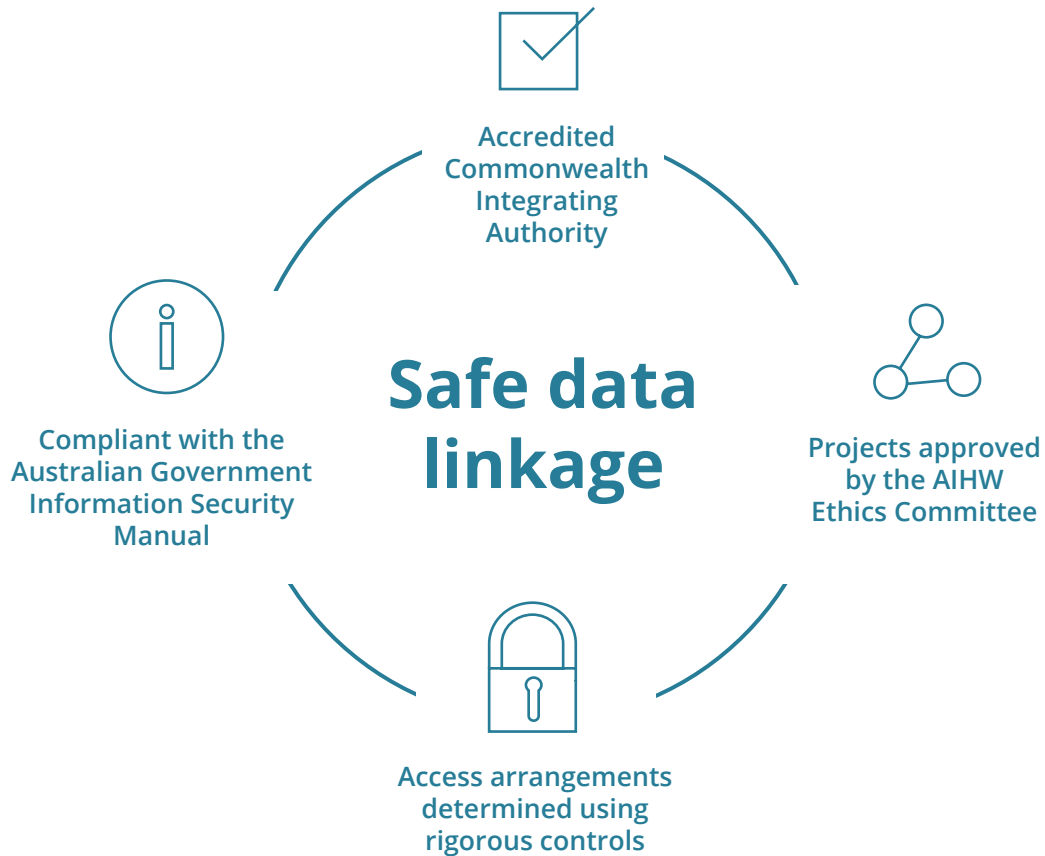 Accredited
Commonwealth
Integrating
Authority
Safe data
linkage
Compliant with the
Australian Government
Information Security
Manual
Projects approved
by the AIHW
Ethics Committee
Access arrangements
determined using
rigorous controls